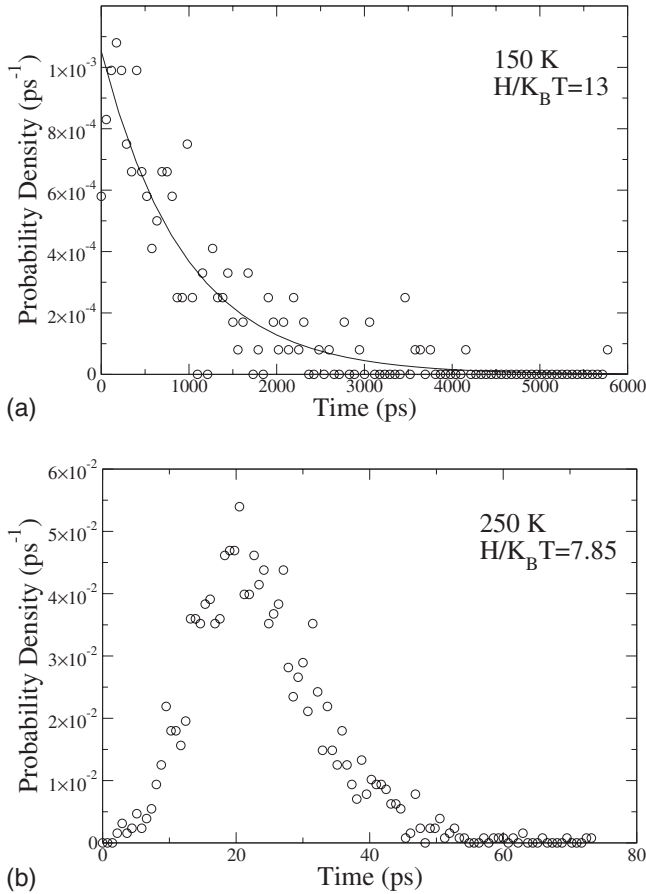 150 K
H/K_BT=13
Probability Density (ps⁻¹)
1×10⁻³
8×10⁻⁴
6×10⁻⁴
4×10⁻⁴
2×10⁻⁴
0
0 1000 2000 3000 4000 5000 6000
Time (ps)
(a)
250 K
H/K_BT=7.85
Probability Density (ps⁻¹)
6×10⁻²
5×10⁻²
4×10⁻²
3×10⁻²
2×10⁻²
1×10⁻²
0
0 20 40 60 80
Time (ps)
(b)